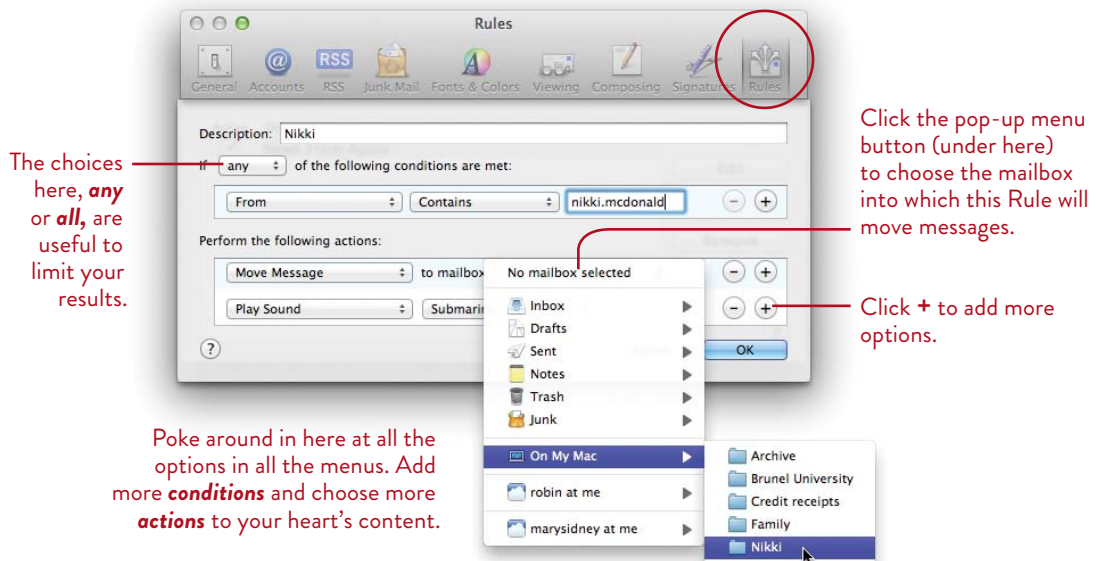 Rules
General Accounts RSS Junk Mail Fonts & Colors Viewing Composing Signatures Rules
RSS
Description: Nikki
If any of the following conditions are met:
From Contains nikki.mcdonald
Perform the following actions:
Move Message to mailbox No mailbox selected
Play Sound Submarin
Inbox
Drafts
Sent
Notes
Trash
Junk
On My Mac
robin at me
marysidney at me
Archive
Brunel University
Credit receipts
Family
Nikki
? OK
The choices
here, any
or all, are
useful to
limit your
results.
Click the pop-up menu
button (under here)
to choose the mailbox
into which this Rule will
move messages.
Click + to add more
options.
Poke around in here at all the
options in all the menus. Add
more conditions and choose more
actions to your heart's content.